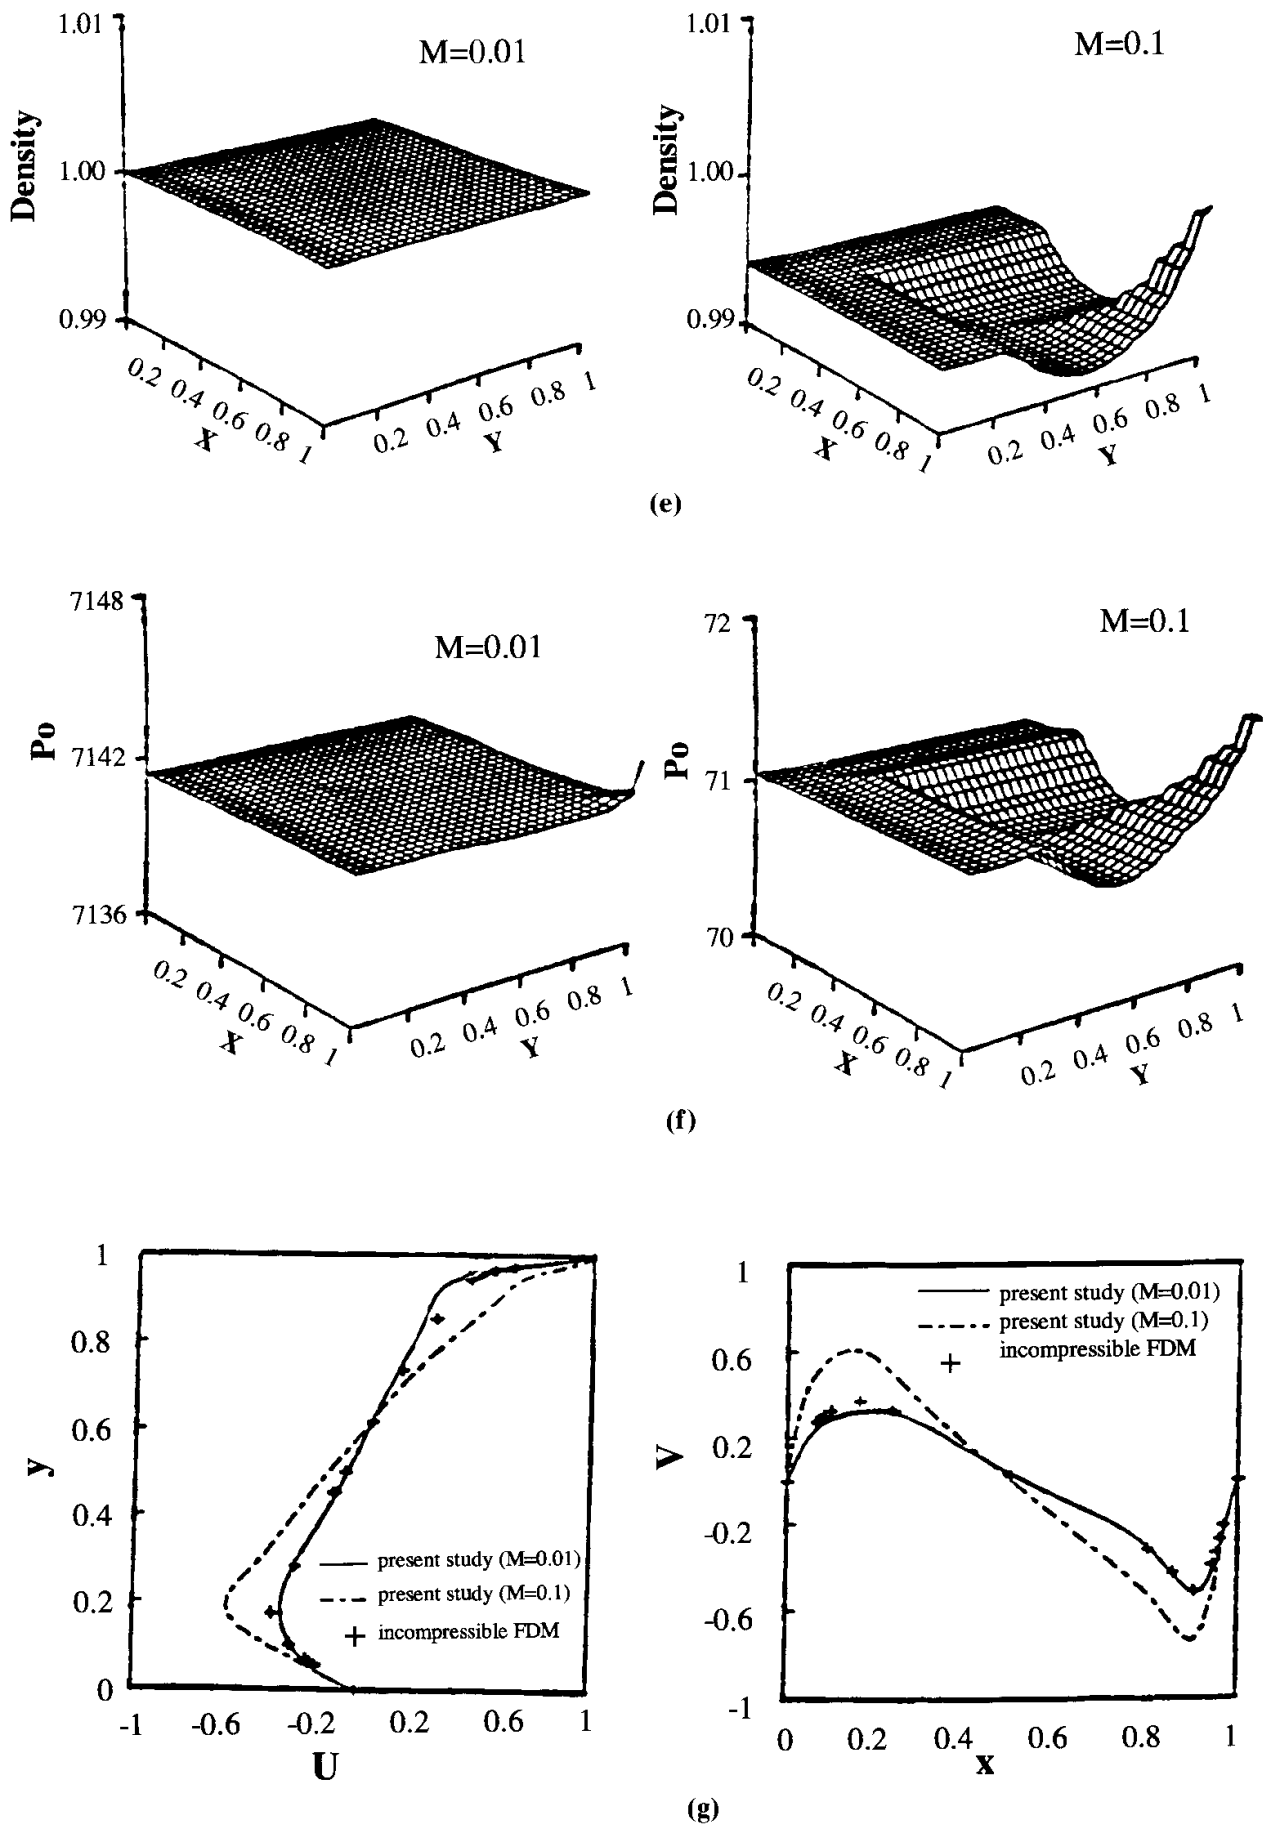 1.01
M=0.01
Density
1.00
0.99
0.2 0.4 0.6 0.8 1
X
0.2 0.4 0.6 0.8 1
Y
1.01
M=0.1
Density
1.00
0.99
0.2 0.4 0.6 0.8 1
X
0.2 0.4 0.6 0.8 1
Y
(e)
7148
M=0.01
Po
7142
7136
0.2 0.4 0.6 0.8 1
X
0.2 0.4 0.6 0.8 1
Y
72
M=0.1
Po
71
70
0.2 0.4 0.6 0.8 1
X
0.2 0.4 0.6 0.8 1
Y
(f)
1
0.8
0.6
y
0.4
0.2
0
present study (M=0.01)
present study (M=0.1)
incompressible FDM
-1 -0.6 -0.2 0.2 0.6 1
U
1
present study (M=0.01)
present study (M=0.1)
incompressible FDM
0.6
0.2
V
-0.2
-0.6
-1
0 0.2 0.4 0.6 0.8 1
x
(g)